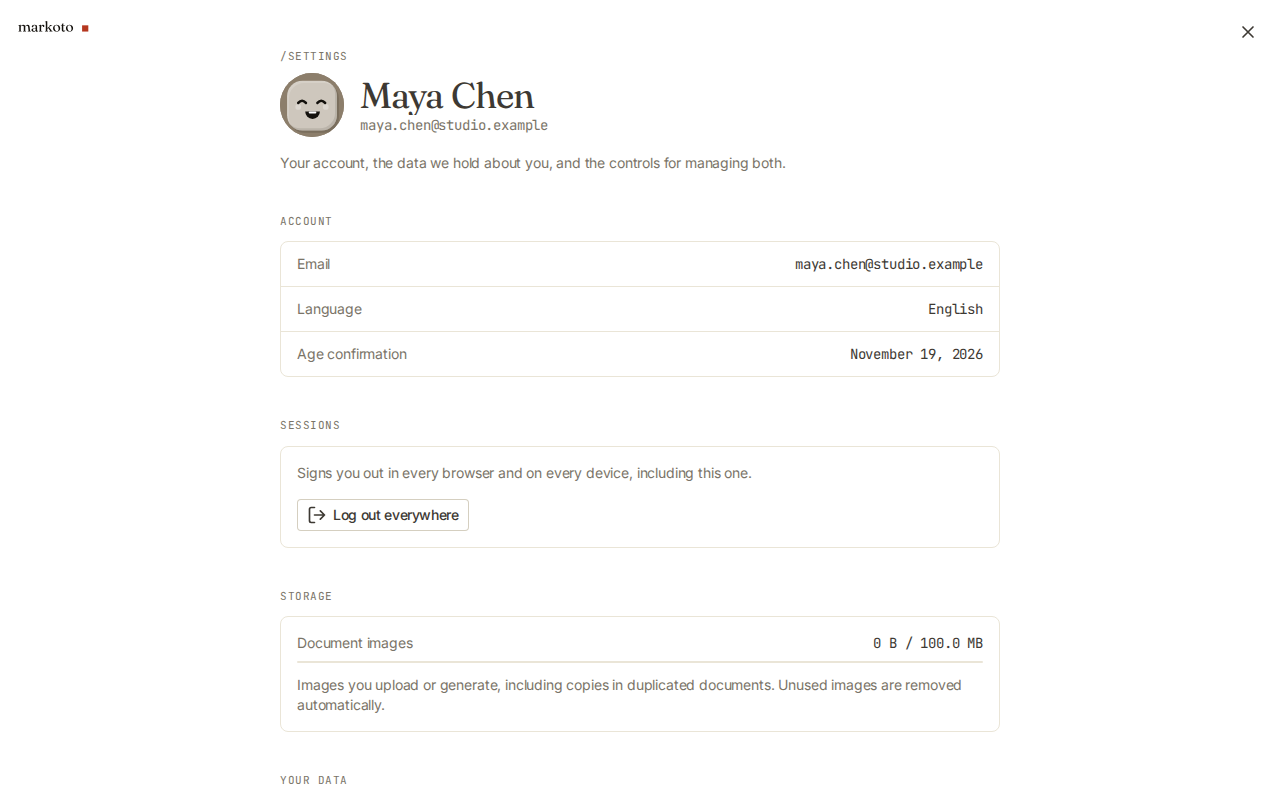 markoto
/SETTINGS
Maya Chen
maya.chen@studio.example
Your account, the data we hold about you, and the controls for managing both.
ACCOUNT
Email maya.chen@studio.example
Language English
Age confirmation November 19, 2026
SESSIONS
Signs you out in every browser and on every device, including this one.
Log out everywhere
STORAGE
Document images 0 B / 100.0 MB
Images you upload or generate, including copies in duplicated documents. Unused images are removed
automatically.
YOUR DATA